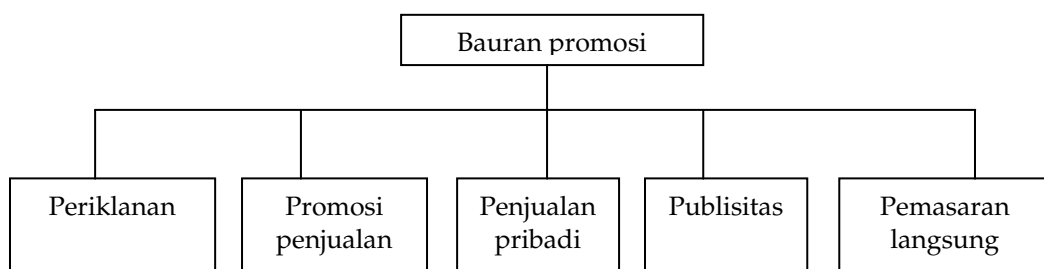 Bauran promosi
Periklanan
Promosi
penjualan
Penjualan
pribadi
Publisitas
Pemasaran
langsung